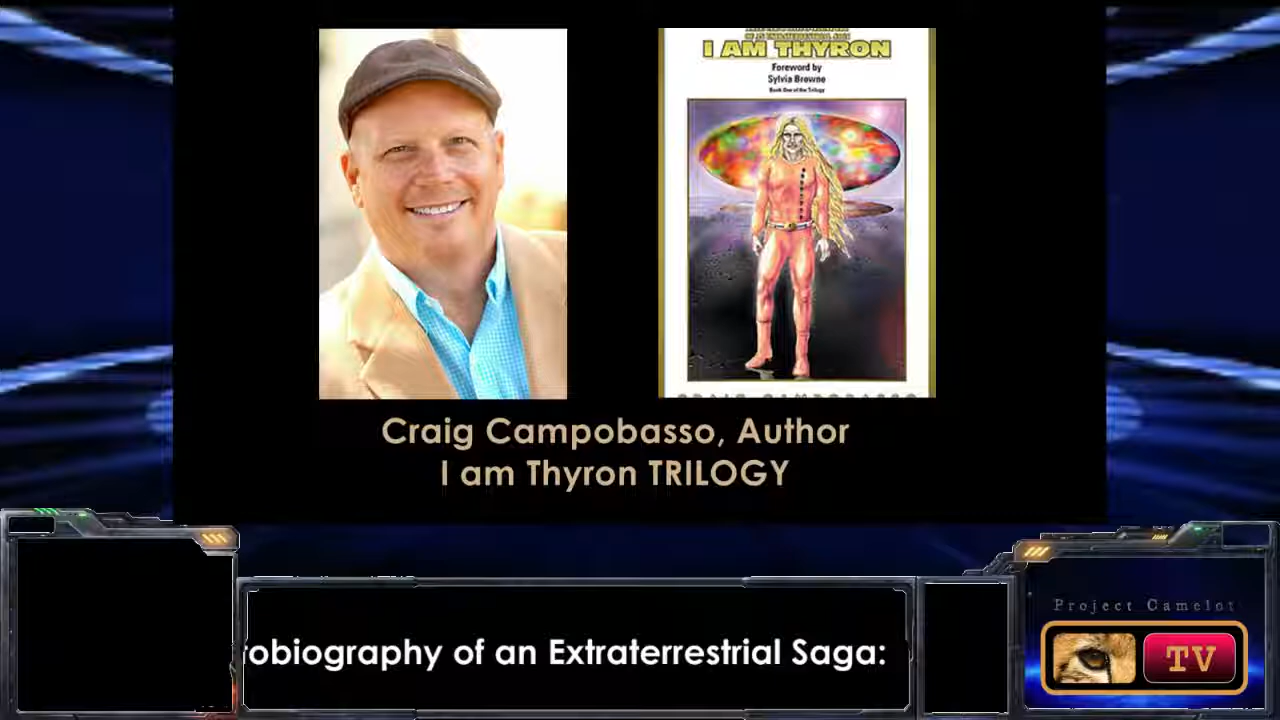 I AM THYRON
Foreword by
Sylvia Browne
Book One of the Trilogy
Craig Campobasso, Author
I am Thyron TRILOGY
obiography of an Extraterrestrial Saga:
Project Camelot
TV